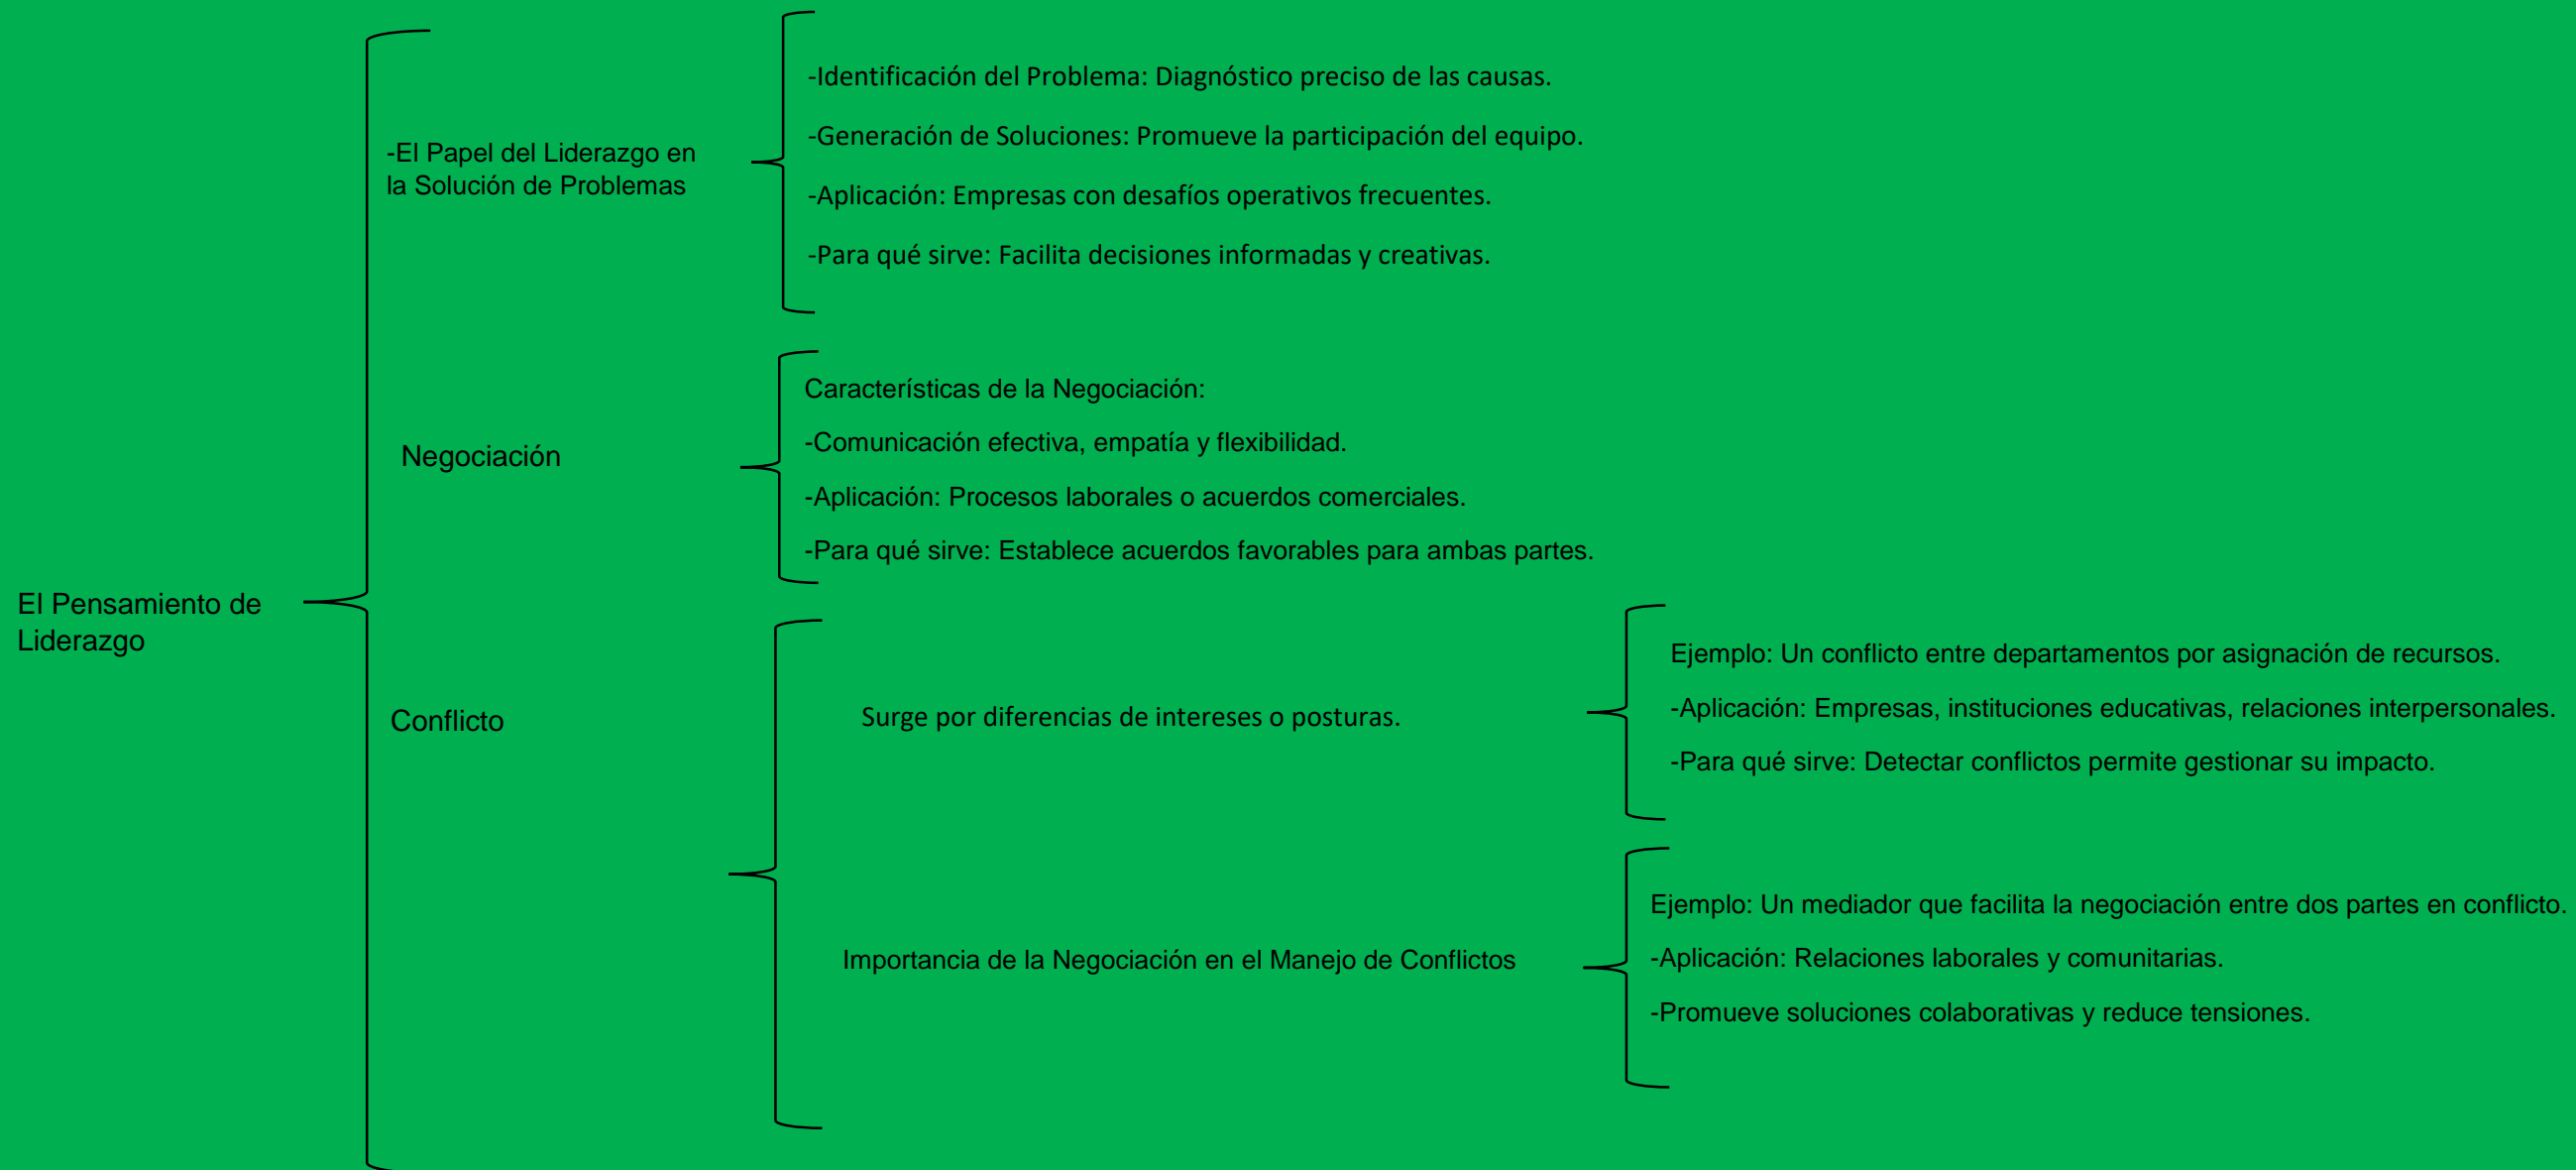 El Pensamiento de
Liderazgo
-El Papel del Liderazgo en
la Solución de Problemas
-Identificación del Problema: Diagnóstico preciso de las causas.
-Generación de Soluciones: Promueve la participación del equipo.
-Aplicación: Empresas con desafíos operativos frecuentes.
-Para qué sirve: Facilita decisiones informadas y creativas.
Negociación
Características de la Negociación:
-Comunicación efectiva, empatía y flexibilidad.
-Aplicación: Procesos laborales o acuerdos comerciales.
-Para qué sirve: Establece acuerdos favorables para ambas partes.
Conflicto
Surge por diferencias de intereses o posturas.
Ejemplo: Un conflicto entre departamentos por asignación de recursos.
-Aplicación: Empresas, instituciones educativas, relaciones interpersonales.
-Para qué sirve: Detectar conflictos permite gestionar su impacto.
Importancia de la Negociación en el Manejo de Conflictos
Ejemplo: Un mediador que facilita la negociación entre dos partes en conflicto.
-Aplicación: Relaciones laborales y comunitarias.
-Promueve soluciones colaborativas y reduce tensiones.